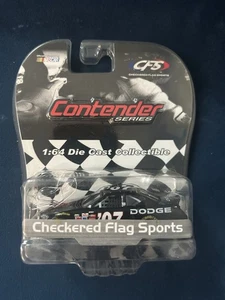 CFS
Contender
SERIES
1:64 Die Cast Collectible
'07
DODGE
Checkered Flag Sports